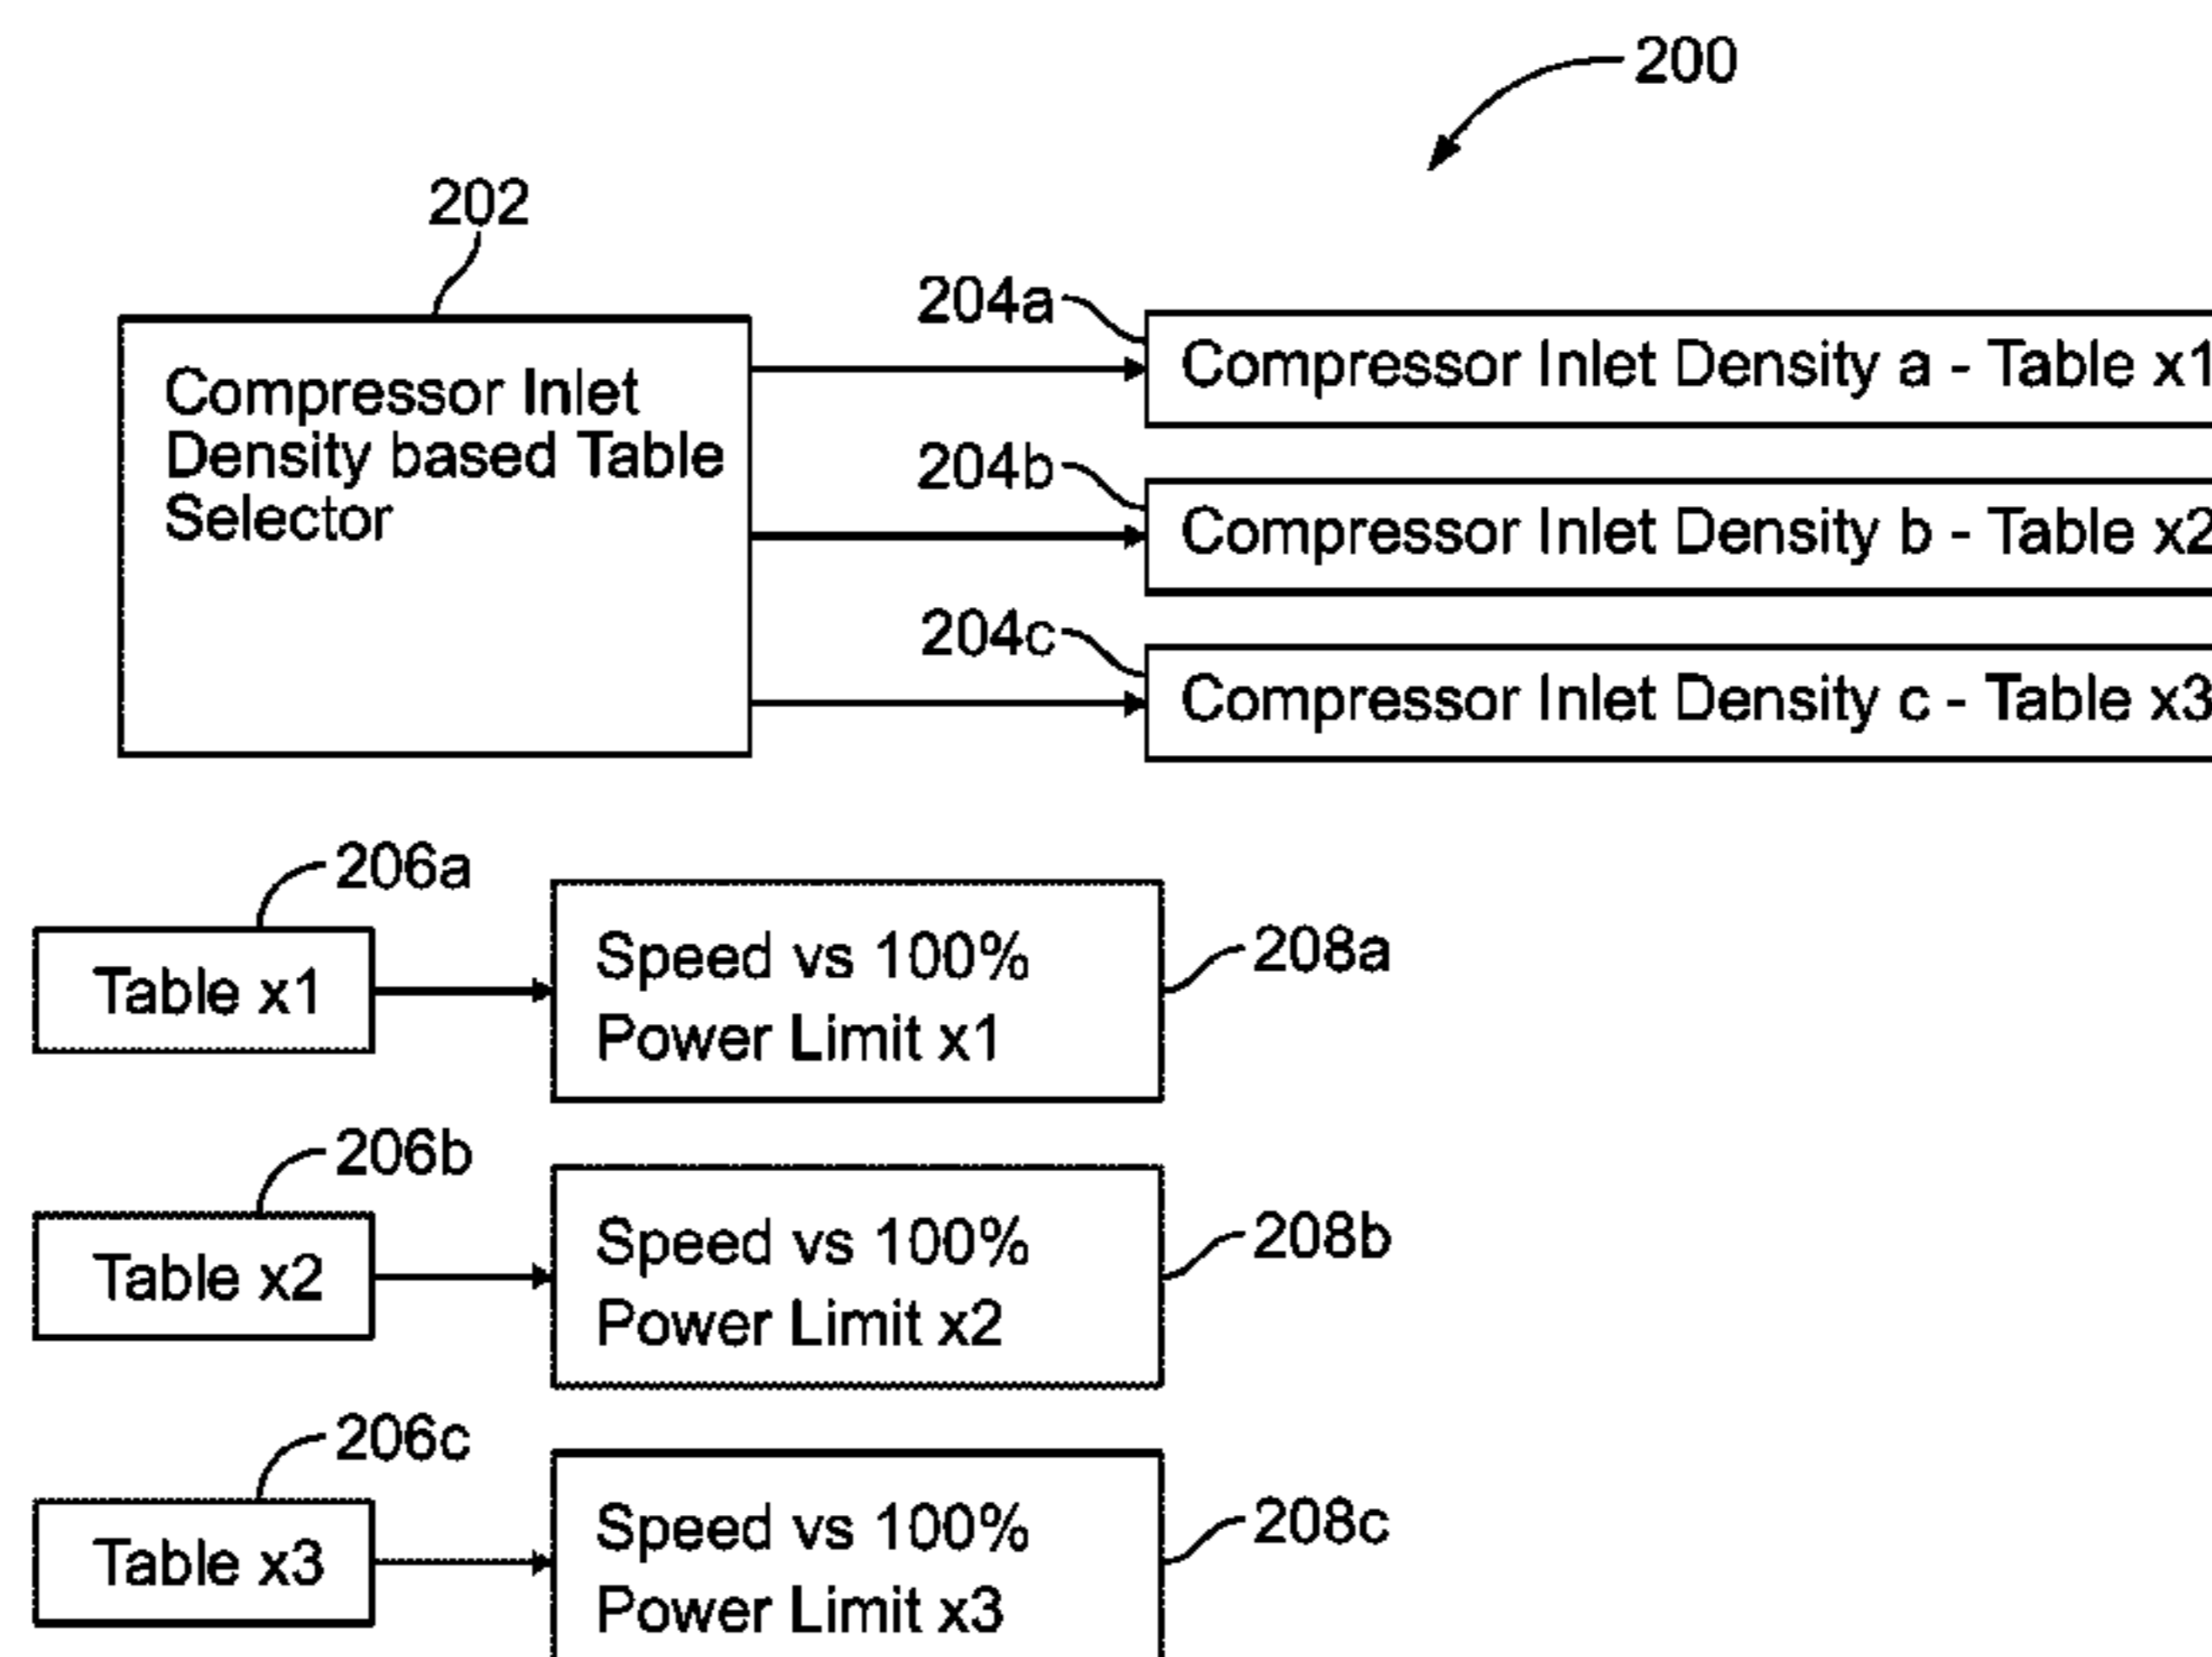 200
202
Compressor Inlet
Density based Table
Selector
204a
Compressor Inlet Density a - Table x1
204b
Compressor Inlet Density b - Table x2
204c
Compressor Inlet Density c - Table x3
206a
Table x1
Speed vs 100%
Power Limit x1
208a
206b
Table x2
Speed vs 100%
Power Limit x2
208b
206c
Table x3
Speed vs 100%
Power Limit x3
208c